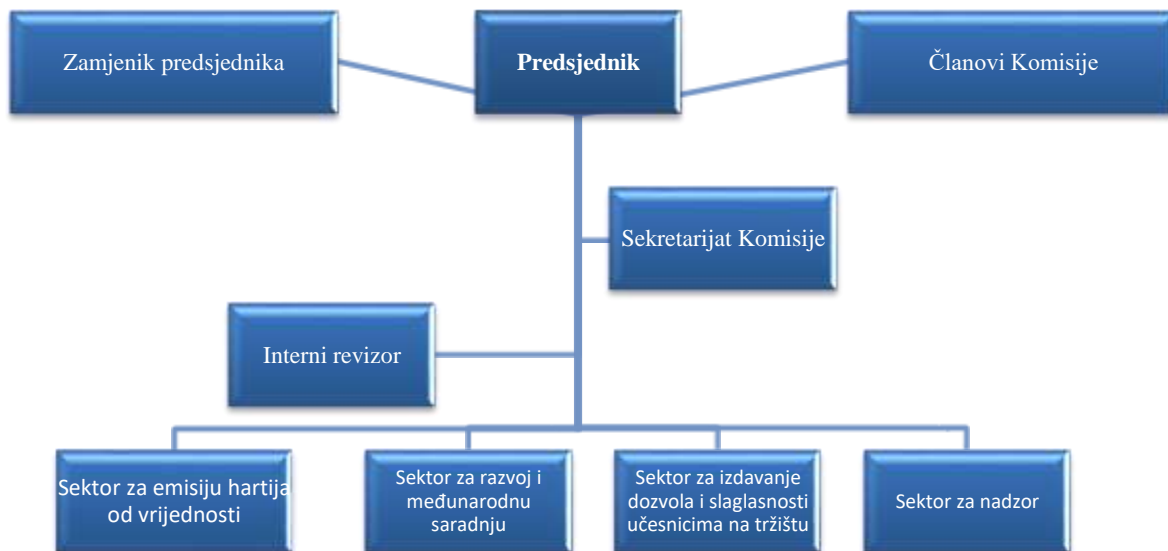 Zamjenik predsjednika
Predsjednik
Članovi Komisije
Sekretarijat Komisije
Interni revizor
Sektor za emisiju hartija
od vrijednosti
Sektor za razvoj i
međunarodnu
saradnju
Sektor za izdavanje
dozvola i slaglasnosti
učesnicima na tržištu
Sektor za nadzor